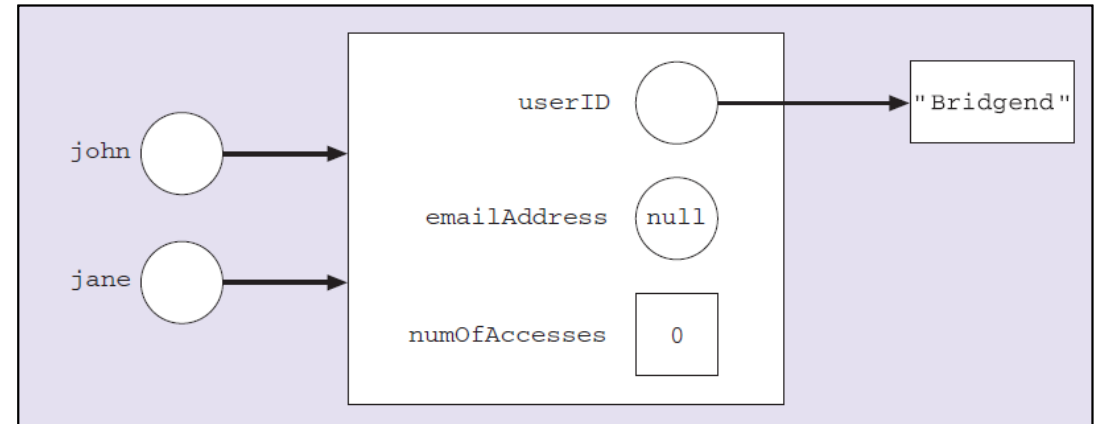 userID
"Bridgend"
john
emailAddress
null
jane
numOfAccesses
0